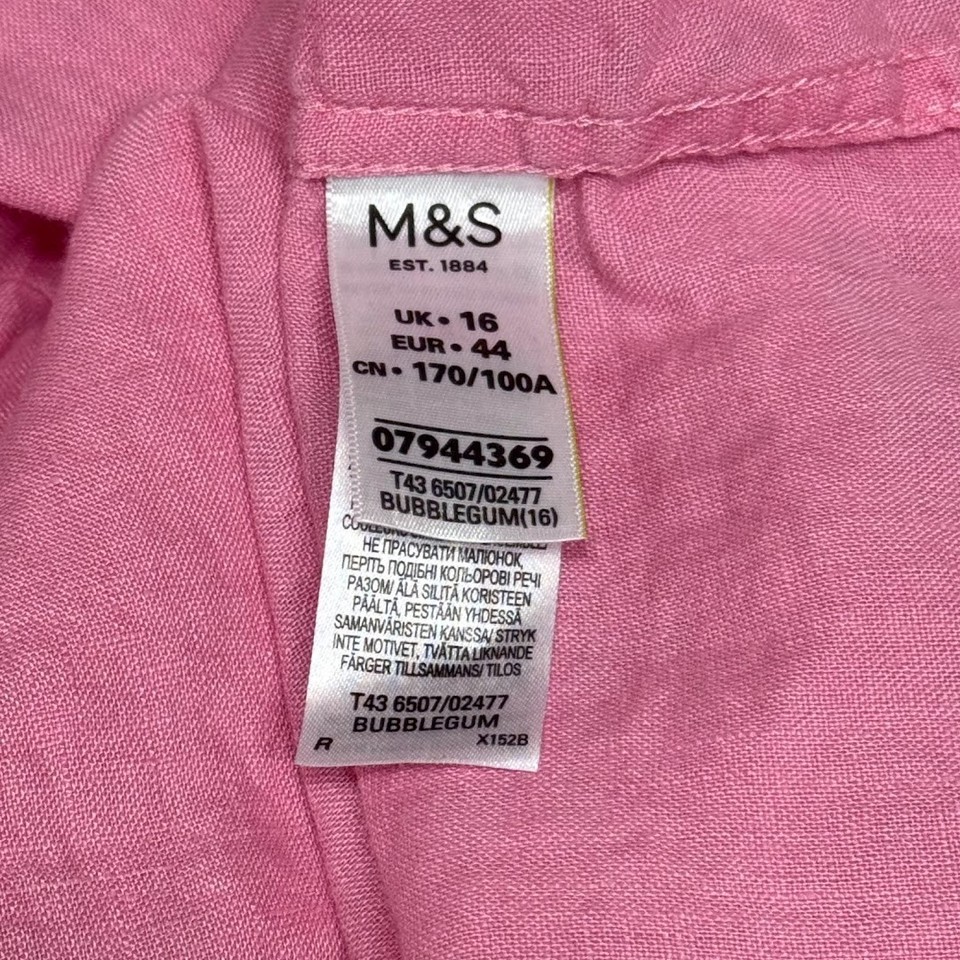 M&S
EST. 1884
UK • 16
EUR • 44
CN • 170/100A
07944369
T43 6507/02477
BUBBLEGUM(16)
НЕ ПРАСУВАТИ МАЛЮНОК,
ПЕРІТЬ ПОДІБНІ КОЛЬОРОВІ РЕЧІ
РАЗОМ/ ÄLÄ SILITÄ KORISTEEN
PÄÄLTÄ, PESTÄÄN YHDESSÄ
SAMANVÄRISTEN KANSSA/ STRYK
INTE MOTIVET, TVÄTTA LIKNANDE
FÄRGER TILLSAMMANS/ TILOS
T43 6507/02477
BUBBLEGUM
R X152B